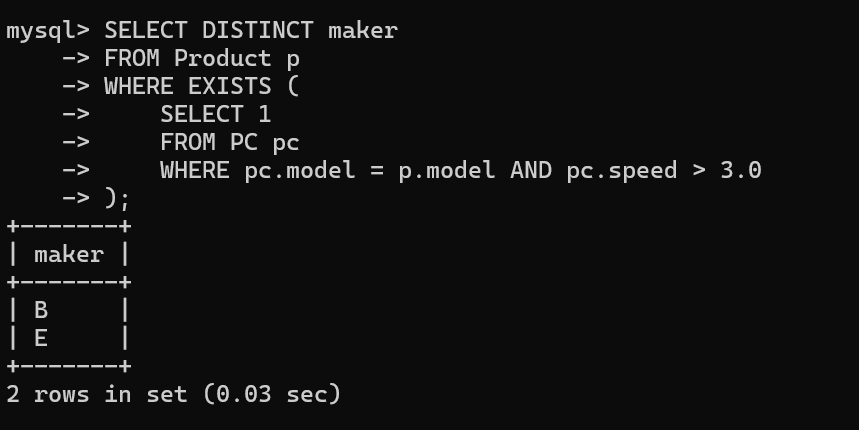 mysql> SELECT DISTINCT maker
    -> FROM Product p
    -> WHERE EXISTS (
    ->     SELECT 1
    ->     FROM PC pc
    ->     WHERE pc.model = p.model AND pc.speed > 3.0
    -> );
+-------+
| maker |
+-------+
| B     |
| E     |
+-------+
2 rows in set (0.03 sec)